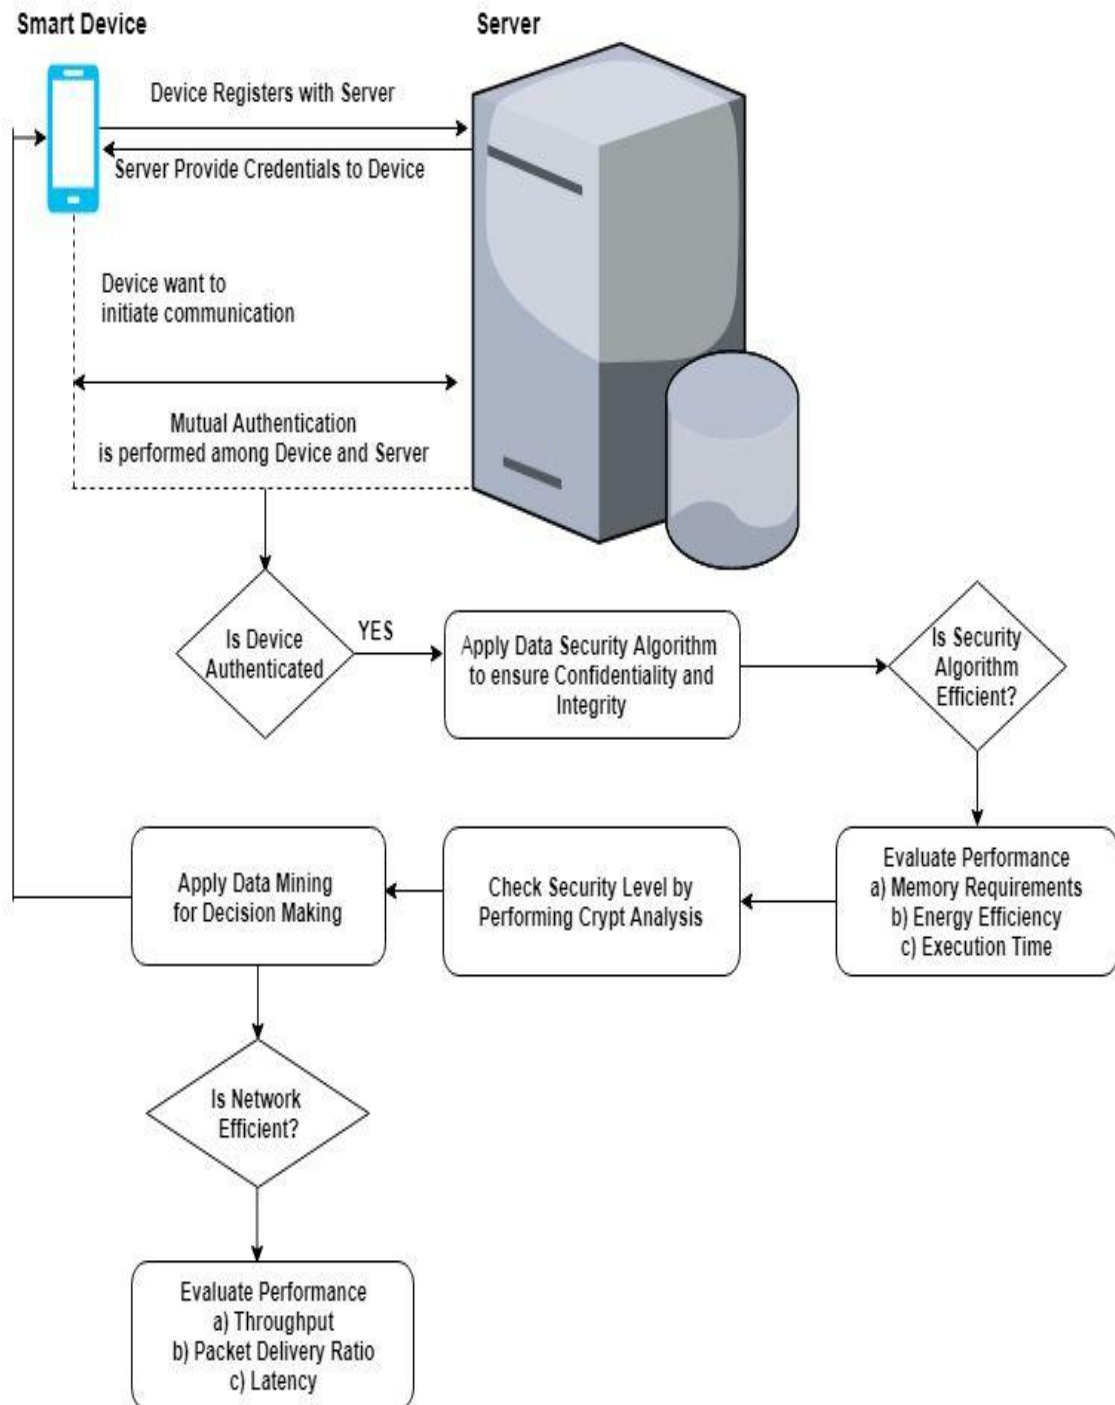 Smart Device
Server
Device Registers with Server
Server Provide Credentials to Device
Device want to
initiate communication
Mutual Authentication
is performed among Device and Server
Is Device
Authenticated
YES
Apply Data Security Algorithm
to ensure Confidentiality and
Integrity
Is Security
Algorithm
Efficient?
Evaluate Performance
a) Memory Requirements
b) Energy Efficiency
c) Execution Time
Check Security Level by
Performing Crypt Analysis
Apply Data Mining
for Decision Making
Is Network
Efficient?
Evaluate Performance
a) Throughput
b) Packet Delivery Ratio
c) Latency